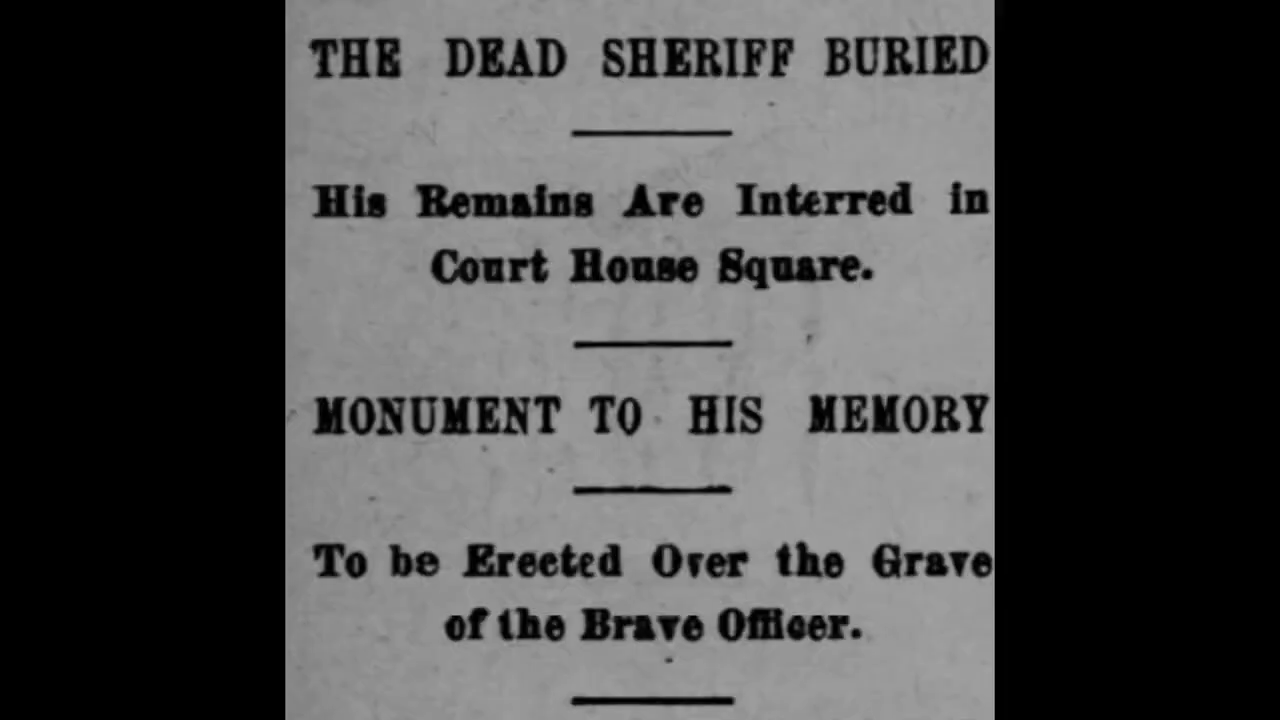 THE DEAD SHERIFF BURIED
His Remains Are Interred in
Court House Square.
MONUMENT TO HIS MEMORY
To be Erected Over the Grave
of the Brave Officer.